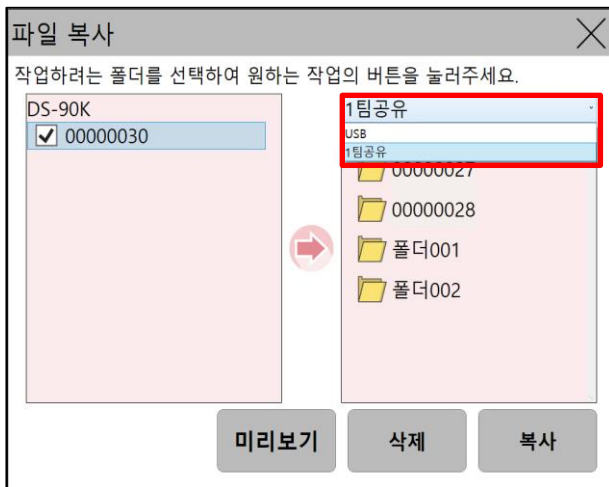 파일 복사
작업하려는 폴더를 선택하여 원하는 작업의 버튼을 눌러주세요.
DS-90K
00000030
1팀공유
USB
1팀공유
00000027
00000028
폴더001
폴더002
미리보기
삭제
복사